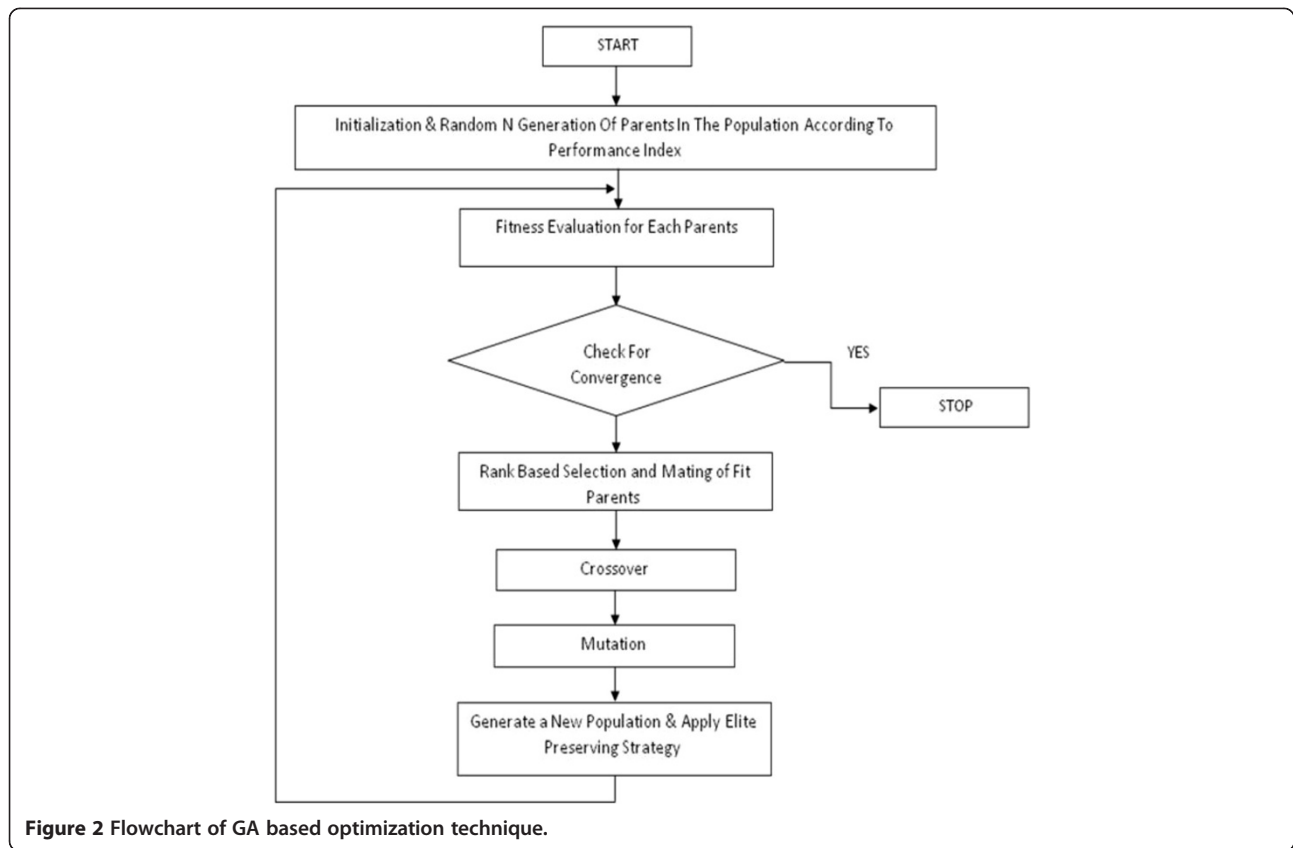 START
Initialization & Random N Generation Of Parents In The Population According To
Performance Index
Fitness Evaluation for Each Parents
Check For
Convergence
YES
STOP
Rank Based Selection and Mating of Fit
Parents
Crossover
Mutation
Generate a New Population & Apply Elite
Preserving Strategy
Figure 2 Flowchart of GA based optimization technique.